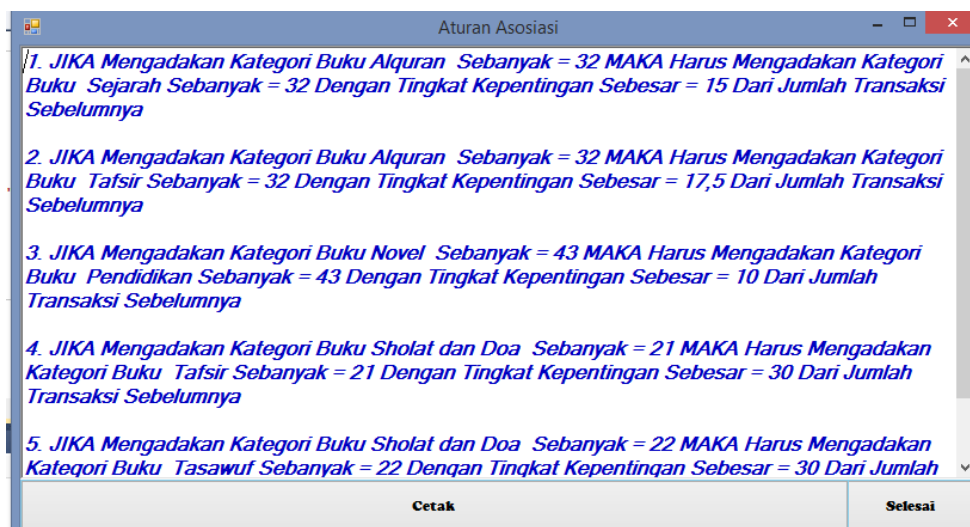 Aturan Asosiasi
1. JIKA Mengadakan Kategori Buku Alquran Sebanyak = 32 MAKA Harus Mengadakan Kategori
Buku Sejarah Sebanyak = 32 Dengan Tingkat Kepentingan Sebesar = 15 Dari Jumlah Transaksi
Sebelumnya
2. JIKA Mengadakan Kategori Buku Alquran Sebanyak = 32 MAKA Harus Mengadakan Kategori
Buku Tafsir Sebanyak = 32 Dengan Tingkat Kepentingan Sebesar = 17,5 Dari Jumlah Transaksi
Sebelumnya
3. JIKA Mengadakan Kategori Buku Novel Sebanyak = 43 MAKA Harus Mengadakan Kategori
Buku Pendidikan Sebanyak = 43 Dengan Tingkat Kepentingan Sebesar = 10 Dari Jumlah
Transaksi Sebelumnya
4. JIKA Mengadakan Kategori Buku Sholat dan Doa Sebanyak = 21 MAKA Harus Mengadakan
Kategori Buku Tafsir Sebanyak = 21 Dengan Tingkat Kepentingan Sebesar = 30 Dari Jumlah
Transaksi Sebelumnya
5. JIKA Mengadakan Kategori Buku Sholat dan Doa Sebanyak = 22 MAKA Harus Mengadakan
Kategori Buku Tasawuf Sebanyak = 22 Dengan Tingkat Kepentingan Sebesar = 30 Dari Jumlah
Cetak
Selesai